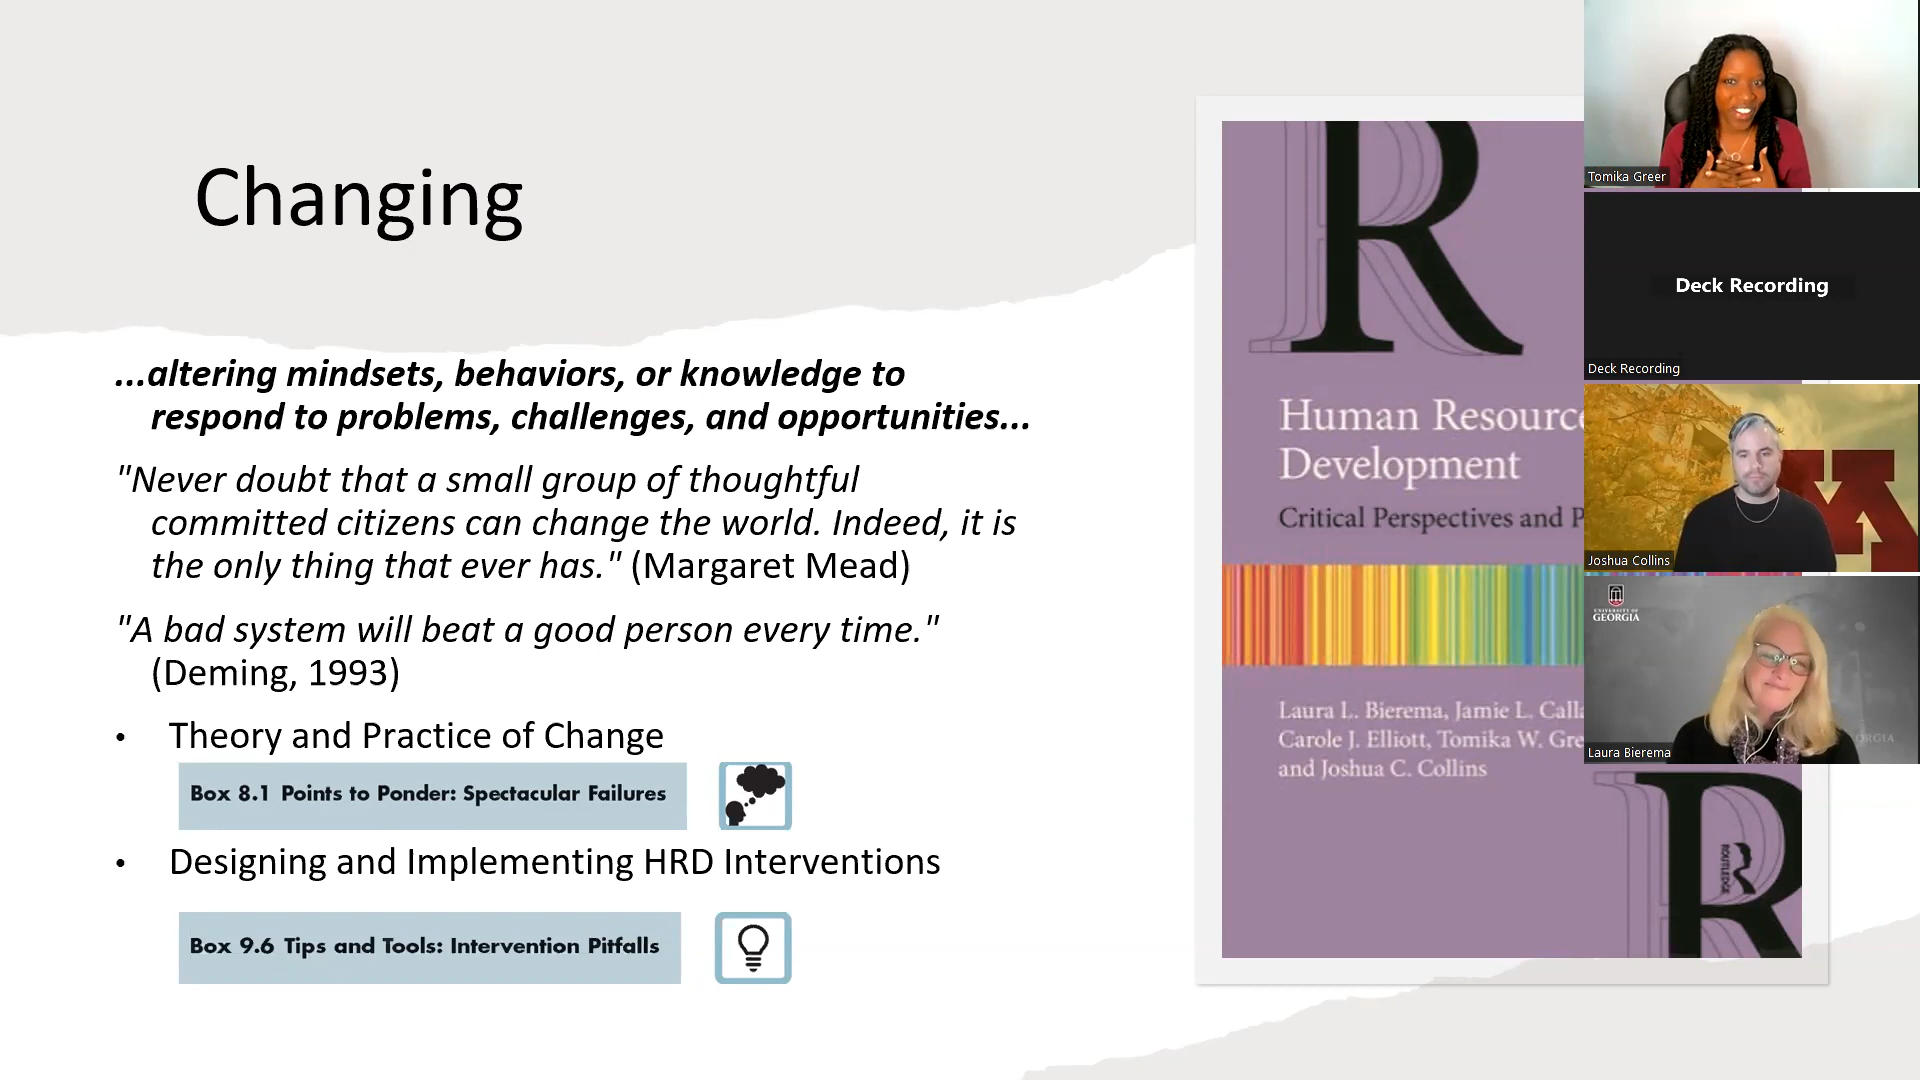 Changing
...altering mindsets, behaviors, or knowledge to
respond to problems, challenges, and opportunities...
"Never doubt that a small group of thoughtful
committed citizens can change the world. Indeed, it is
the only thing that ever has." (Margaret Mead)
"A bad system will beat a good person every time."
(Deming, 1993)
• Theory and Practice of Change
Box 8.1 Points to Ponder: Spectacular Failures
• Designing and Implementing HRD Interventions
Box 9.6 Tips and Tools: Intervention Pitfalls
R
Human Resource
Development
Critical Perspectives and P
Laura L. Bierema, Jamie L. Calla
Carole J. Elliott, Tomika W. Gre
and Joshua C. Collins
ROUTLEDGE
R
Tomika Greer
Deck Recording
Deck Recording
Joshua Collins
UNIVERSITY OF
GEORGIA
Laura Bierema